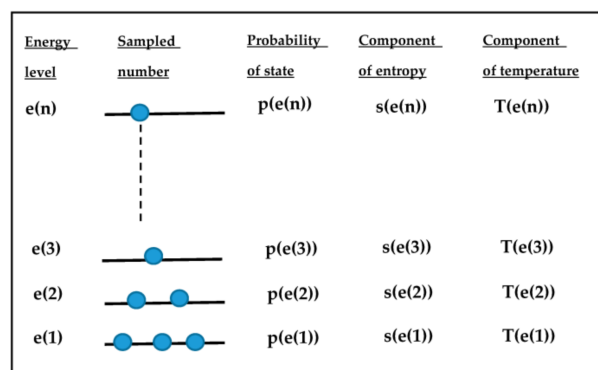 Energy Sampled Probability Component Component
level number of state of entropy of temperature
e(n) p(e(n)) s(e(n)) T(e(n))
e(3) p(e(3)) s(e(3)) T(e(3))
e(2) p(e(2)) s(e(2)) T(e(2))
e(1) p(e(1)) s(e(1)) T(e(1))